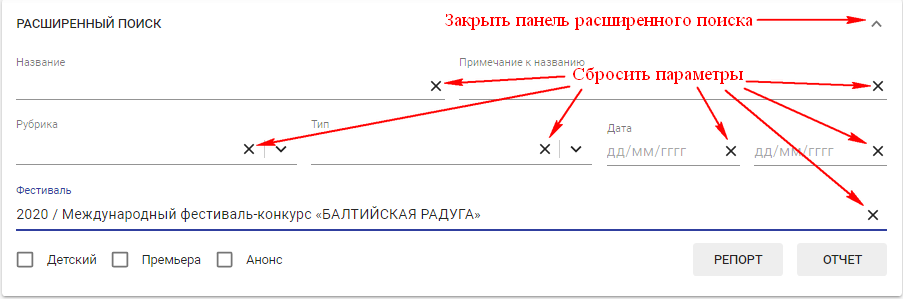 РАСШИРЕННЫЙ ПОИСК
Закрыть панель расширенного поиска
Название
Примечание к названию
Сбросить параметры
Рубрика
Тип
Дата
ДД/ММ/ГГГГ
ДД/ММ/ГГГГ
Фестиваль
2020 / Международный фестиваль-конкурс «БАЛТИЙСКАЯ РАДУГА»
Детский
Премьера
Анонс
РЕПОРТ
ОТЧЕТ